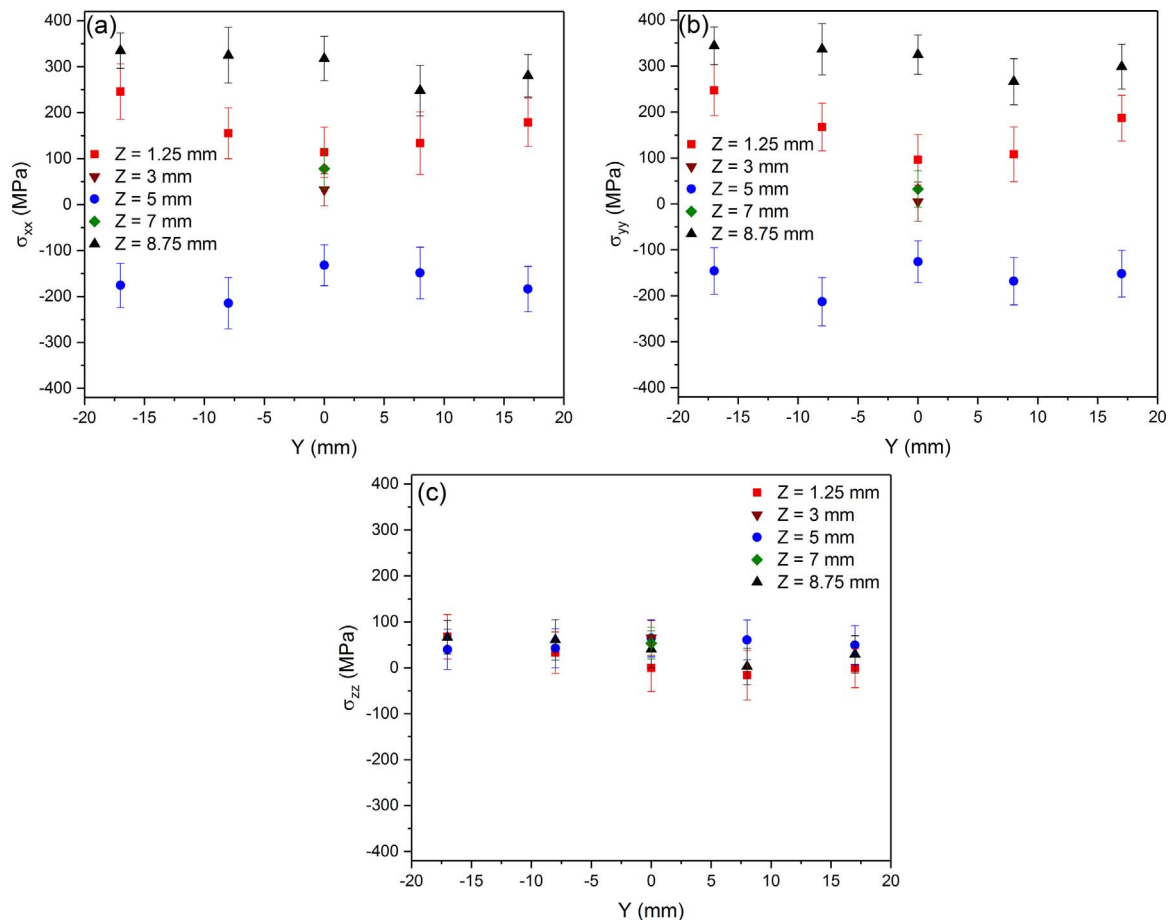 (a)
400
300
200
100
0
-100
-200
-300
-400
σxx (MPa)
Z = 1.25 mm
Z = 3 mm
Z = 5 mm
Z = 7 mm
Z = 8.75 mm
-20 -15 -10 -5 0 5 10 15 20
Y (mm)
(b)
400
300
200
100
0
-100
-200
-300
-400
σyy (MPa)
Z = 1.25 mm
Z = 3 mm
Z = 5 mm
Z = 7 mm
Z = 8.75 mm
-20 -15 -10 -5 0 5 10 15 20
Y (mm)
(c)
400
300
200
100
0
-100
-200
-300
-400
σzz (MPa)
Z = 1.25 mm
Z = 3 mm
Z = 5 mm
Z = 7 mm
Z = 8.75 mm
-20 -15 -10 -5 0 5 10 15 20
Y (mm)